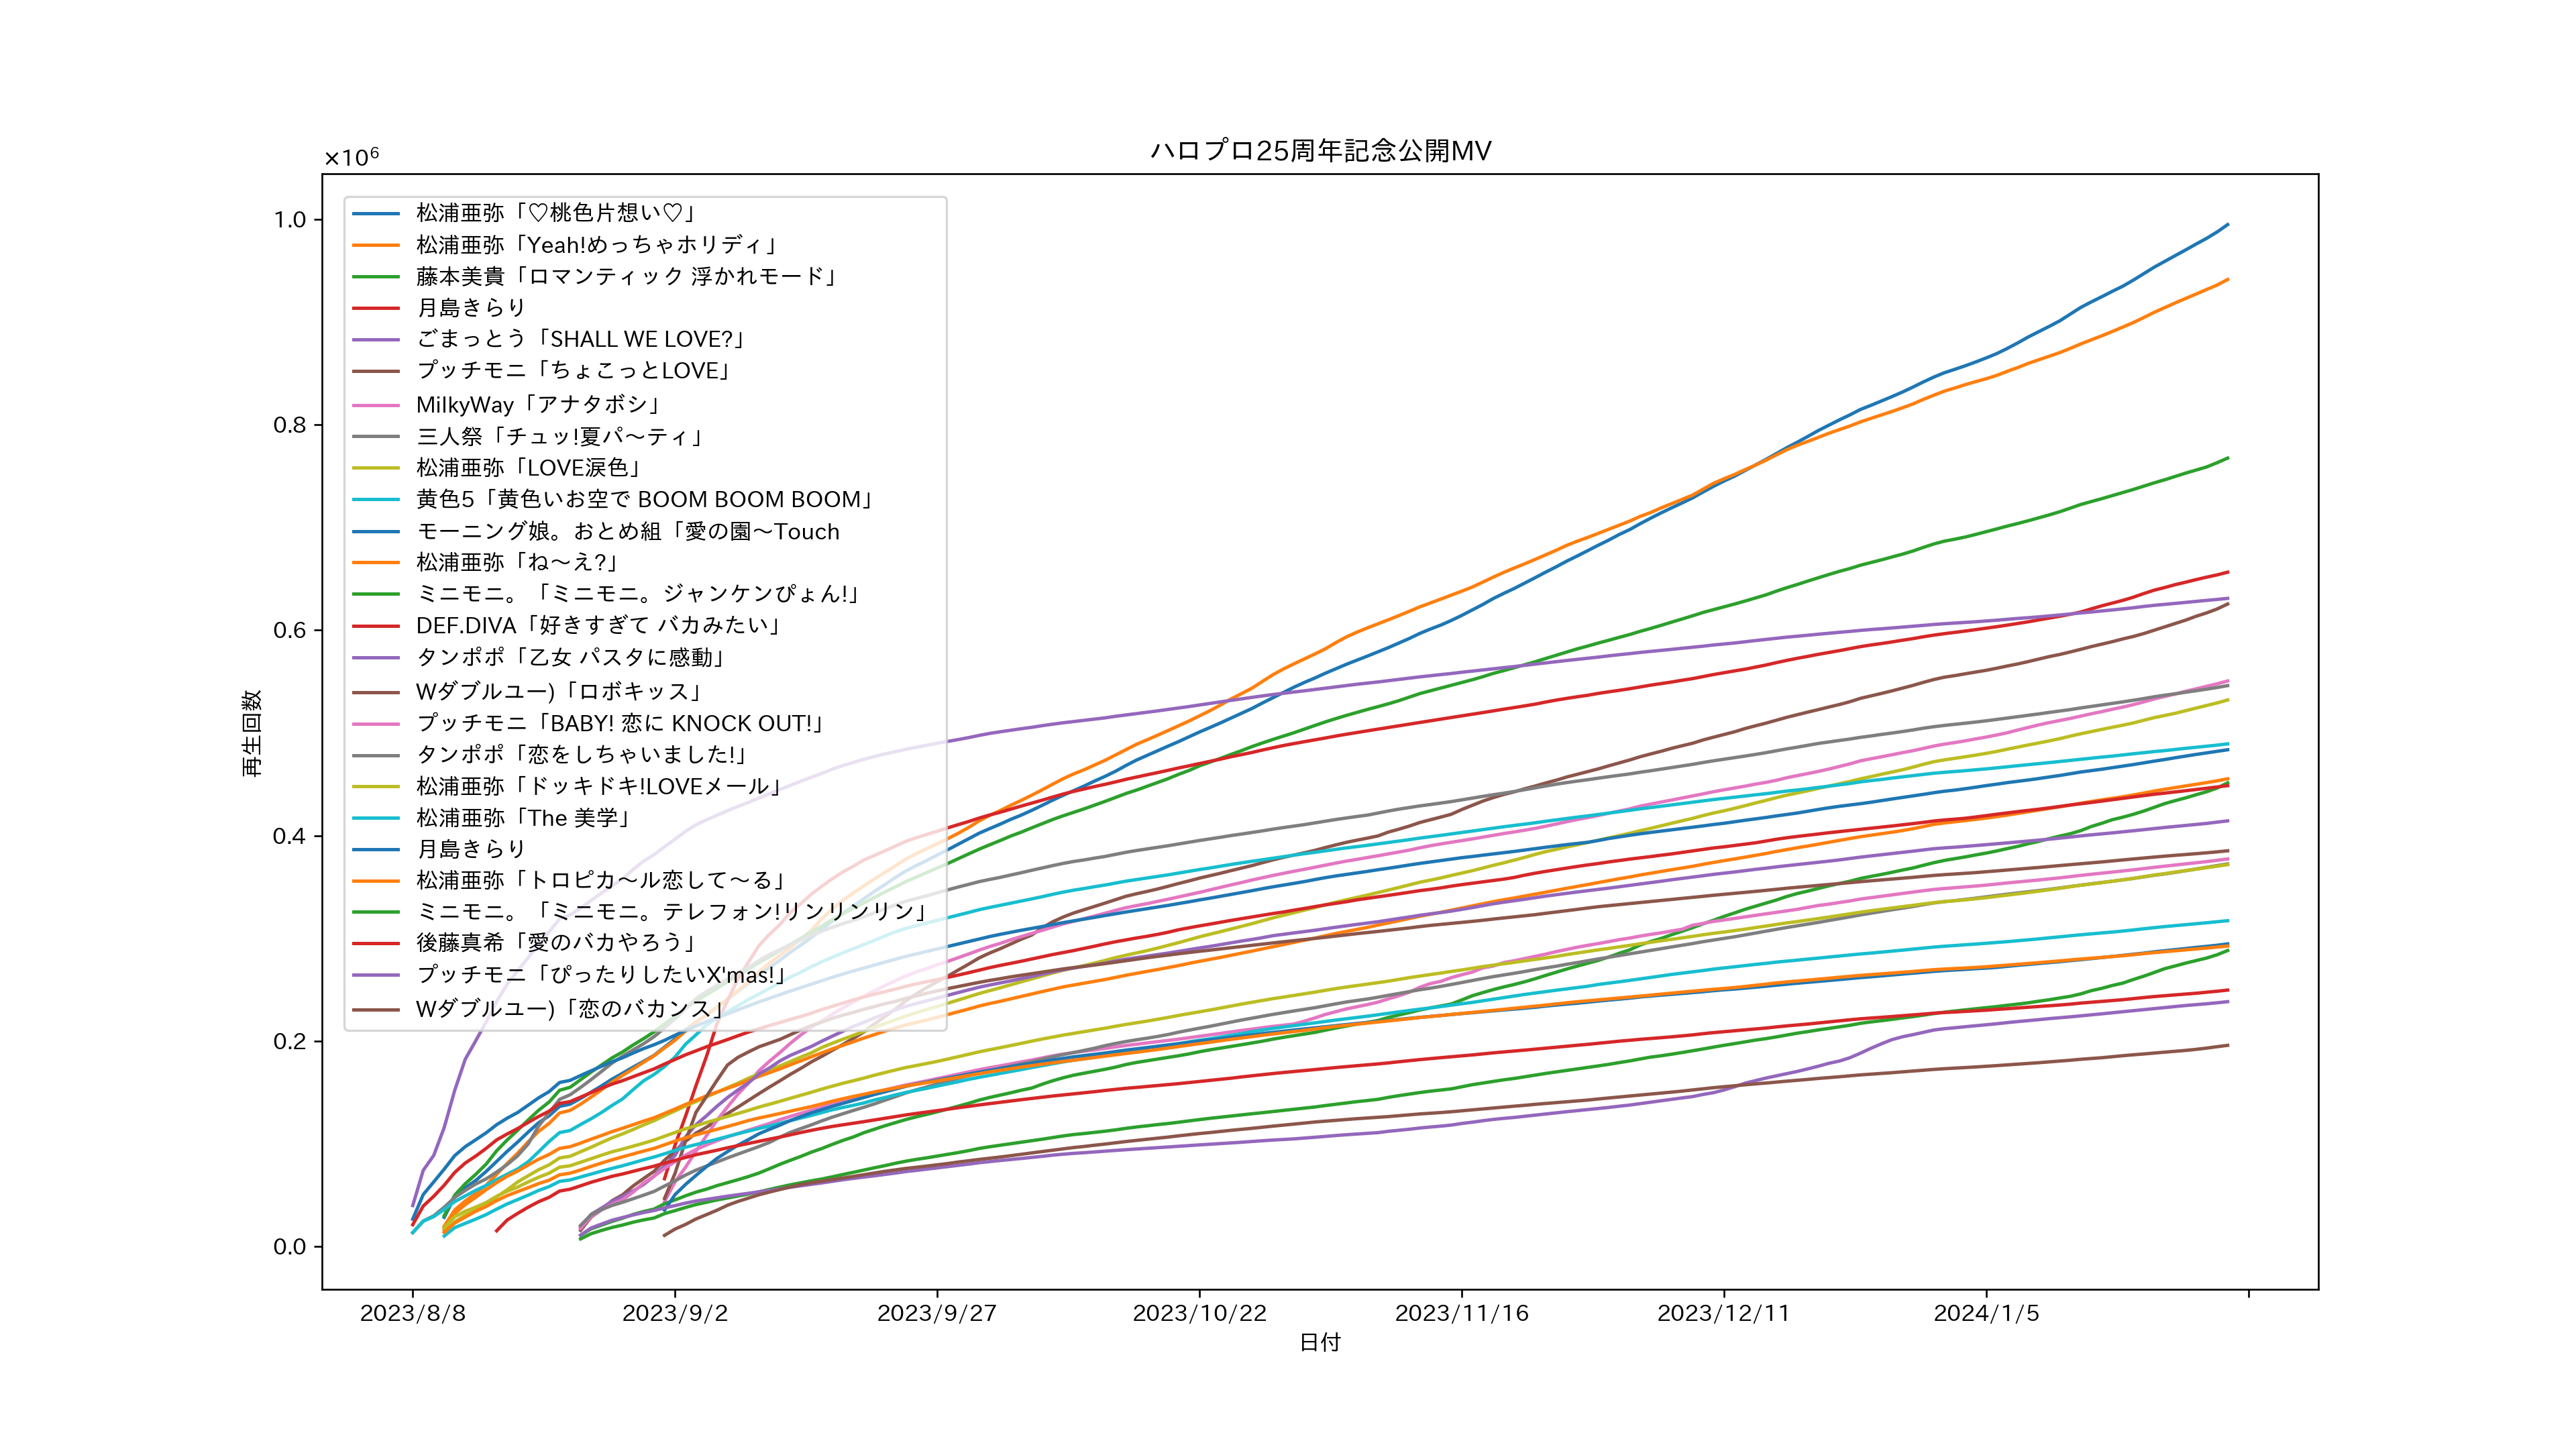 ハロプロ25周年記念公開MV
×10⁶
1.0
0.8
0.6
0.4
0.2
0.0
再生回数
松浦亜弥「♡桃色片想い♡」
松浦亜弥「Yeah!めっちゃホリディ」
藤本美貴「ロマンティック 浮かれモード」
月島きらり
ごまっとう「SHALL WE LOVE?」
プッチモニ「ちょこっとLOVE」
MilkyWay「アナタボシ」
三人祭「チュッ!夏パ〜ティ」
松浦亜弥「LOVE涙色」
黄色5「黄色いお空で BOOM BOOM BOOM」
モーニング娘。おとめ組「愛の園〜Touch
松浦亜弥「ね〜え?」
ミニモニ。「ミニモニ。ジャンケンぴょん!」
DEF.DIVA「好きすぎて バカみたい」
タンポポ「乙女 パスタに感動」
Wダブルユー)「ロボキッス」
プッチモニ「BABY! 恋に KNOCK OUT!」
タンポポ「恋をしちゃいました!」
松浦亜弥「ドッキドキ!LOVEメール」
松浦亜弥「The 美学」
月島きらり
松浦亜弥「トロピカ〜ル恋して〜る」
ミニモニ。「ミニモニ。テレフォン!リンリンリン」
後藤真希「愛のバカやろう」
プッチモニ「ぴったりしたいX'mas!」
Wダブルユー)「恋のバカンス」
2023/8/8 2023/9/2 2023/9/27 2023/10/22 2023/11/16 2023/12/11 2024/1/5
日付